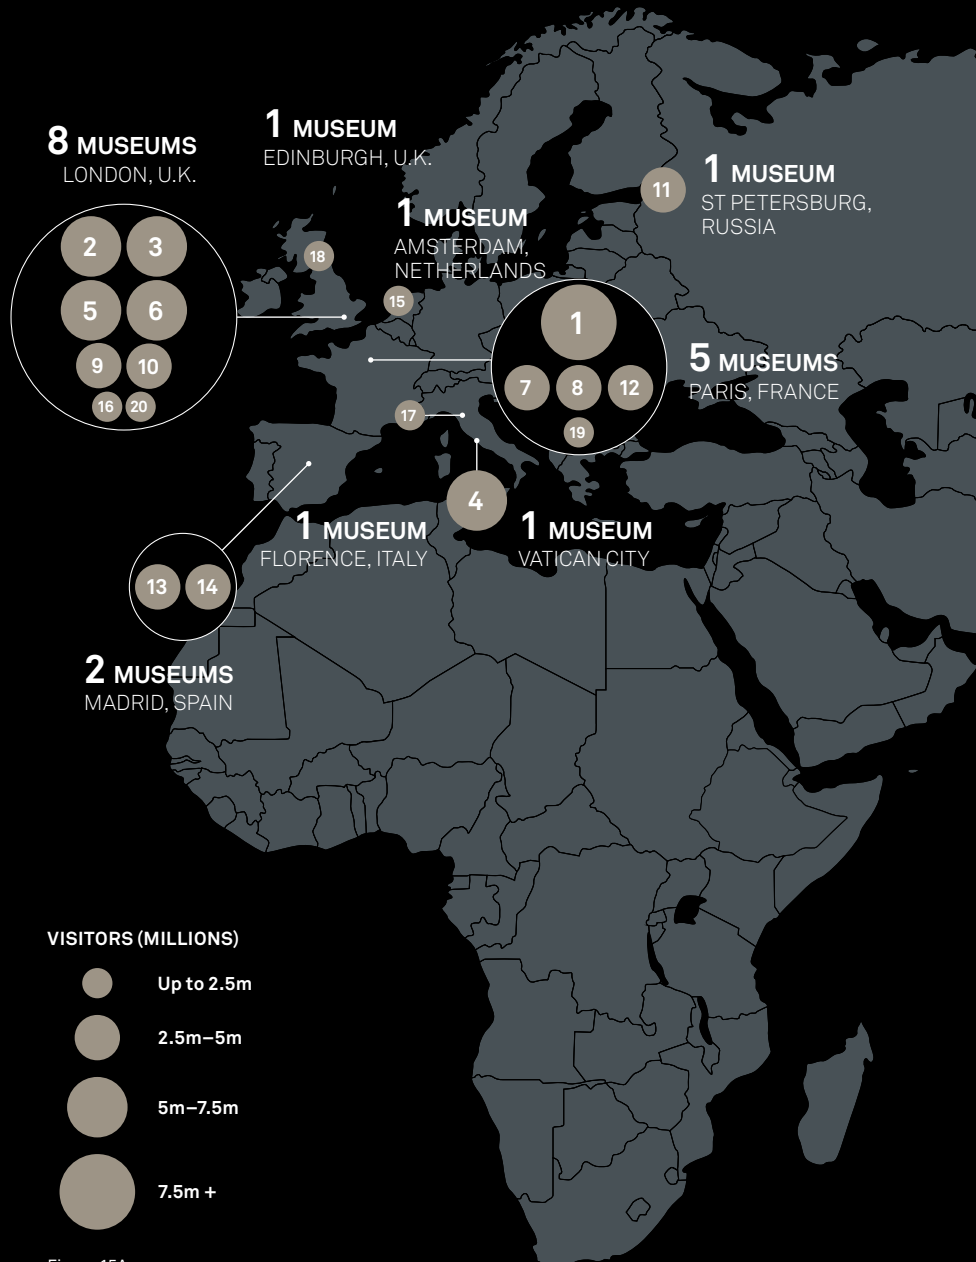 8 MUSEUMS
LONDON, U.K.
1 MUSEUM
EDINBURGH, U.K.
1 MUSEUM
ST PETERSBURG,
RUSSIA
1 MUSEUM
AMSTERDAM,
NETHERLANDS
2 3
5 6
9 10
16 20
18
15
11
1
7 8 12
19
5 MUSEUMS
PARIS, FRANCE
17
4
1 MUSEUM
FLORENCE, ITALY
1 MUSEUM
VATICAN CITY
13 14
2 MUSEUMS
MADRID, SPAIN
VISITORS (MILLIONS)
Up to 2.5m
2.5m–5m
5m–7.5m
7.5m +